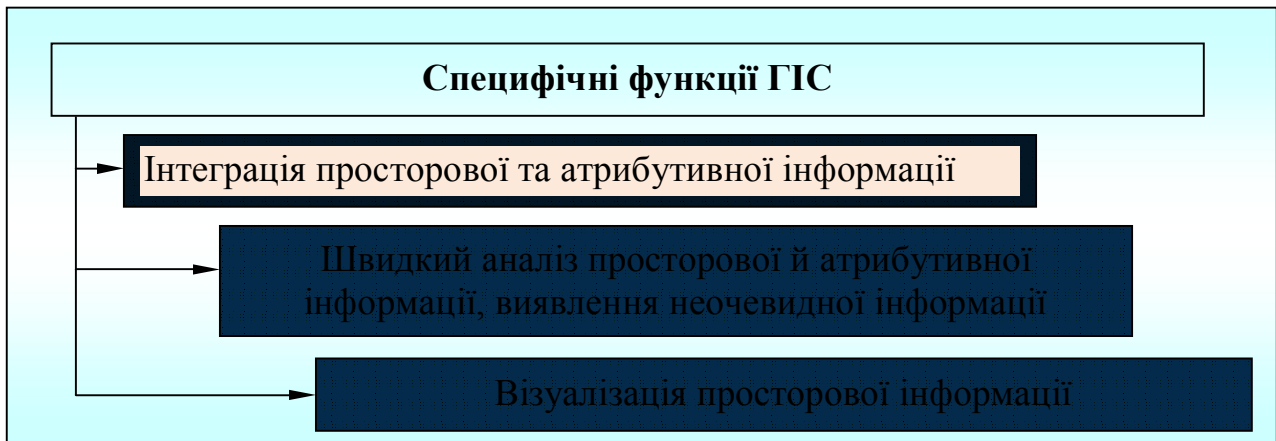 Специфічні функції ГІС
Інтеграція просторової та атрибутивної інформації
Швидкий аналіз просторової й атрибутивної
інформації, виявлення неочевидної інформації
Візуалізація просторової інформації